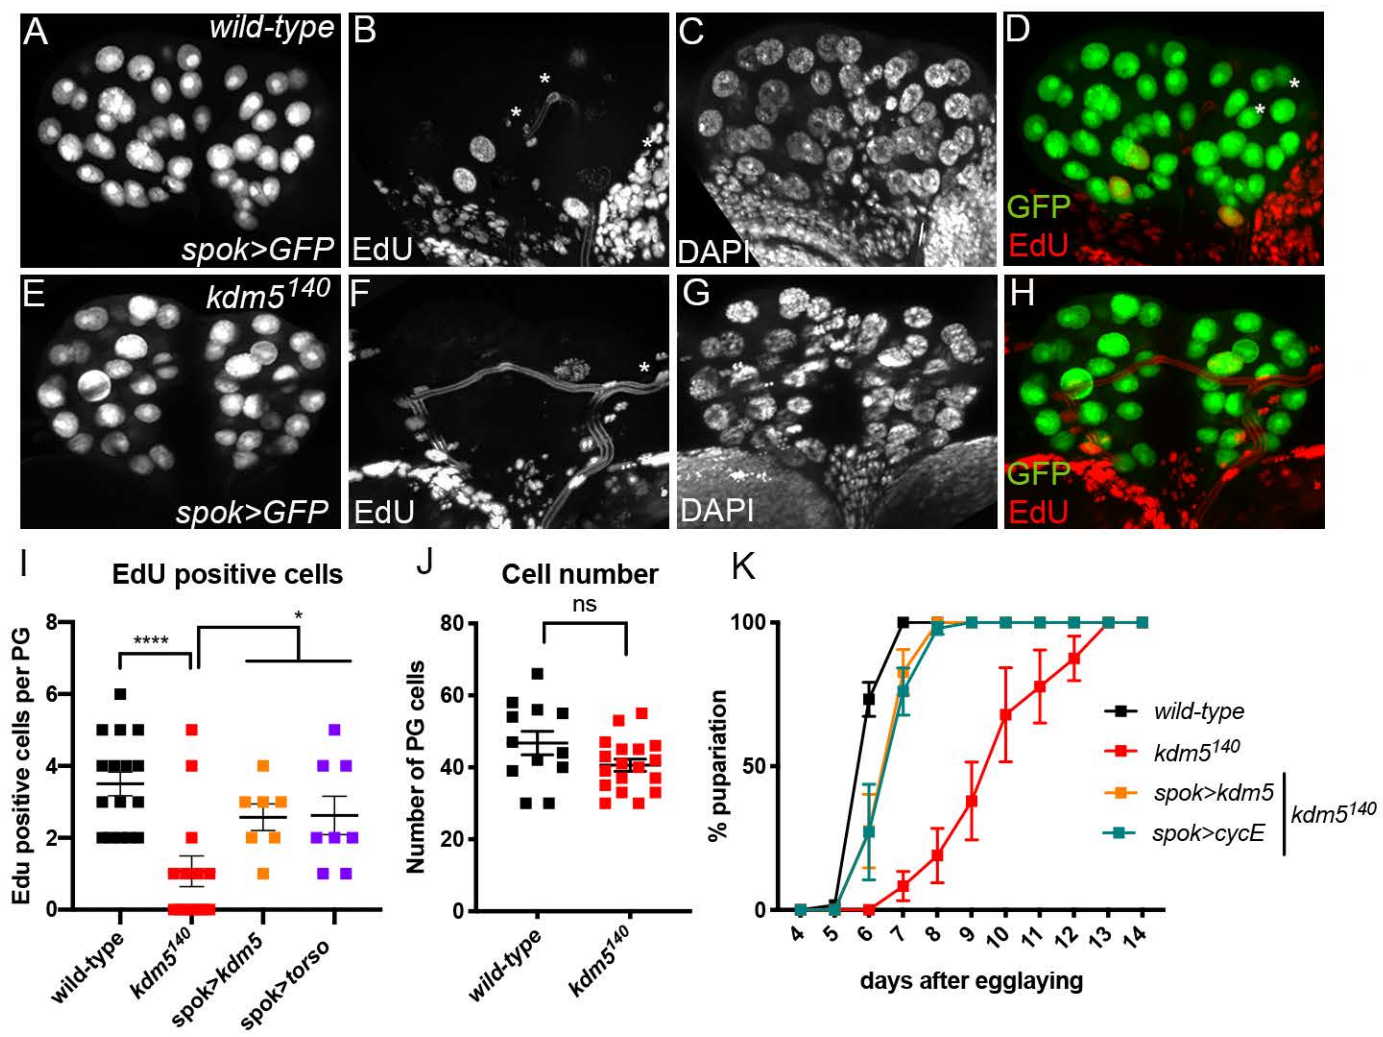 A
wild-type
spok>GFP
B
*
*
*
EdU
C
DAPI
D
*
*
GFP
EdU
E
kdm5¹⁴⁰
spok>GFP
F
*
EdU
G
DAPI
H
GFP
EdU
I
EdU positive cells
Edu positive cells per PG
8
6
4
2
0
****
*
wild-type
kdm5¹⁴⁰
spok>kdm5
spok>torso
J
Cell number
ns
Number of PG cells
80
60
40
20
0
wild-type
kdm5¹⁴⁰
K
% pupariation
100
50
0
4 5 6 7 8 9 10 11 12 13 14
days after egglaying
wild-type
kdm5¹⁴⁰
spok>kdm5
spok>cycE
kdm5¹⁴⁰